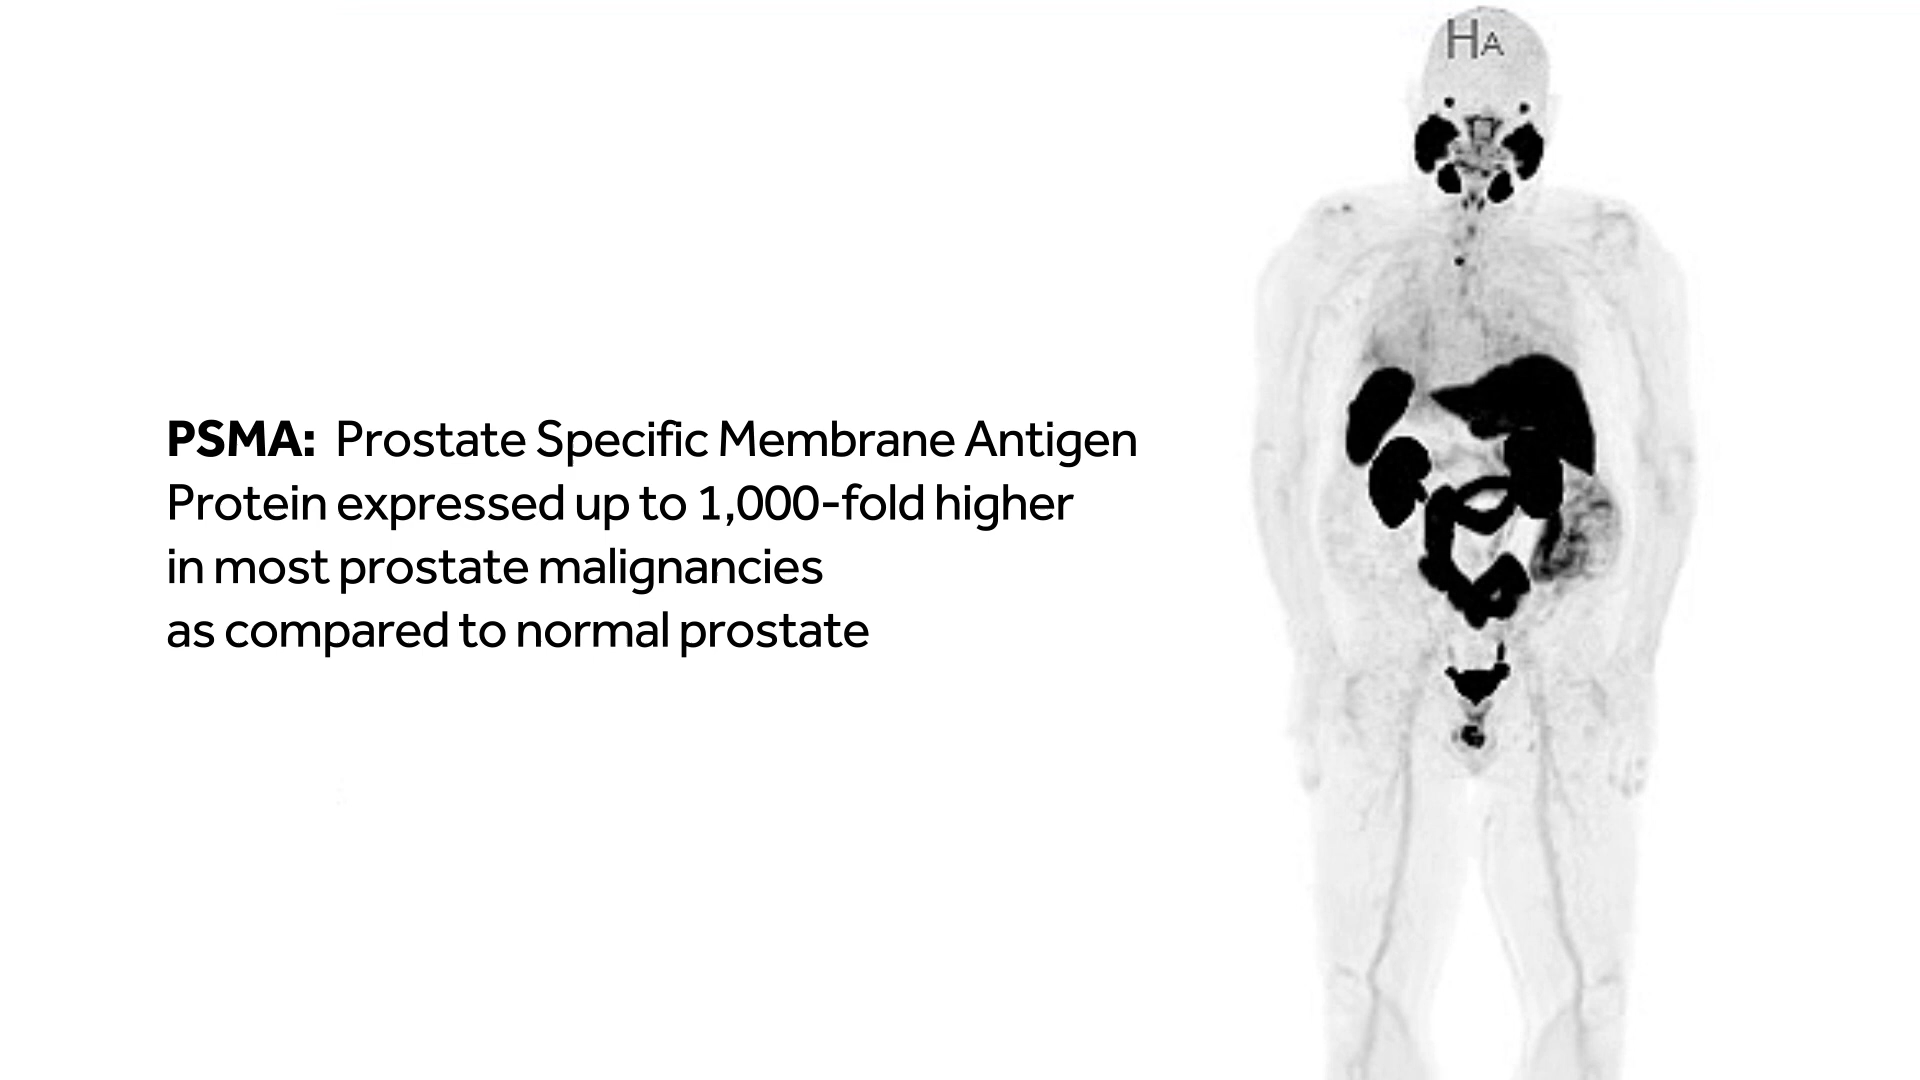 HA
PSMA: Prostate Specific Membrane Antigen
Protein expressed up to 1,000-fold higher
in most prostate malignancies
as compared to normal prostate